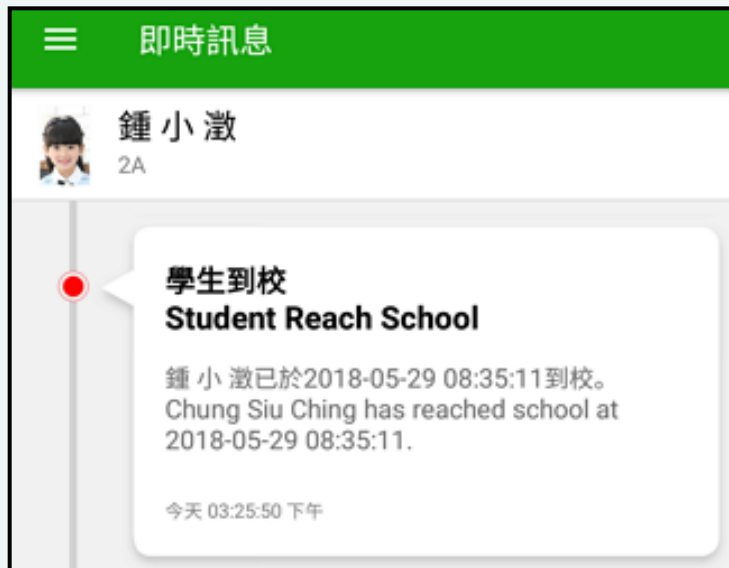 即時訊息
鍾 小 澂
2A
學生到校
Student Reach School
鍾 小 澂已於2018-05-29 08:35:11到校。
Chung Siu Ching has reached school at
2018-05-29 08:35:11.
今天 03:25:50 下午